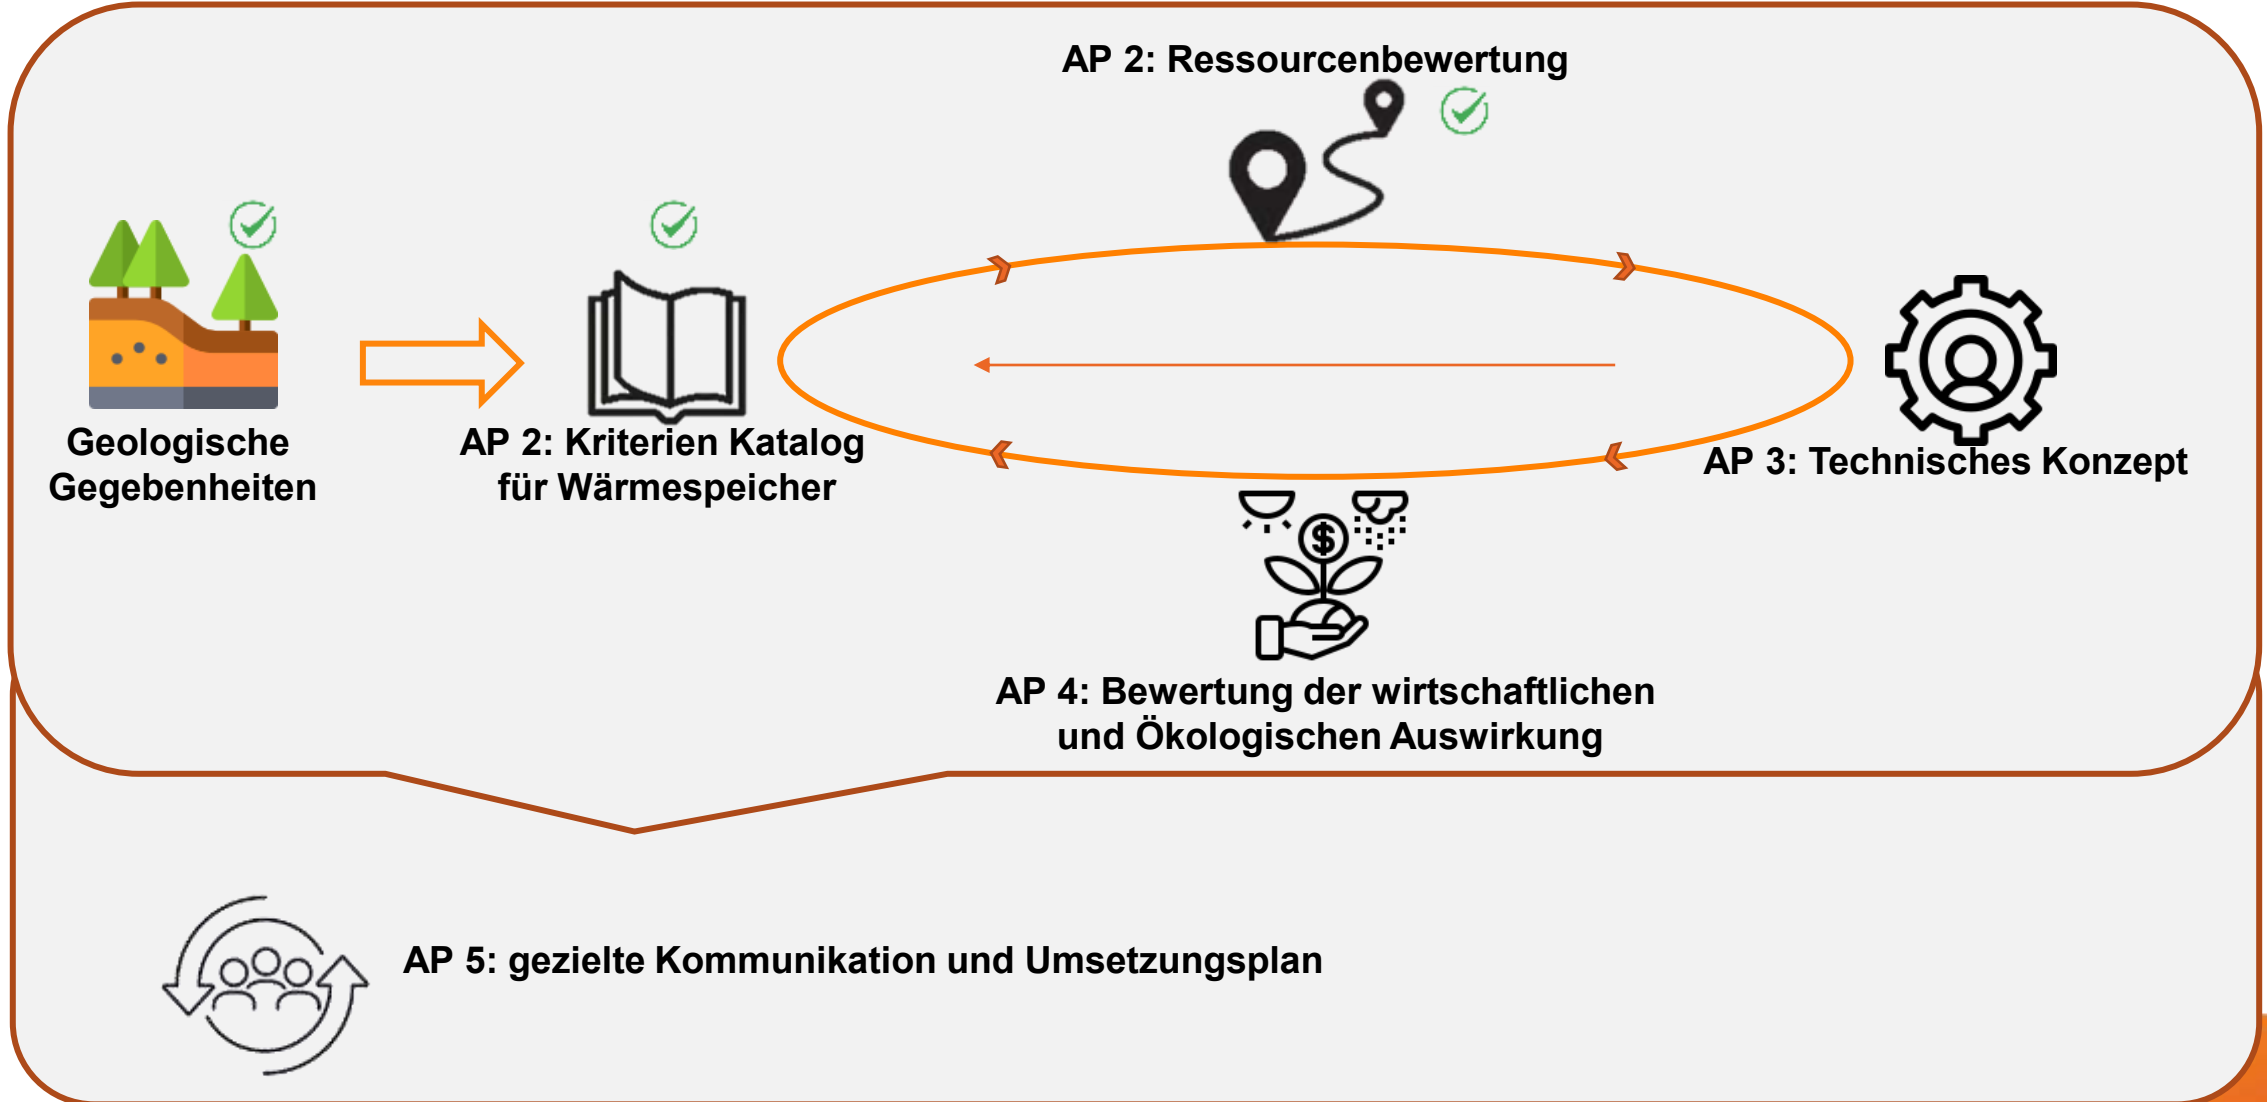 AP 2: Ressourcenbewertung
Geologische
Gegebenheiten
AP 2: Kriterien Katalog
für Wärmespeicher
AP 3: Technisches Konzept
$
AP 4: Bewertung der wirtschaftlichen
und Ökologischen Auswirkung
AP 5: gezielte Kommunikation und Umsetzungsplan